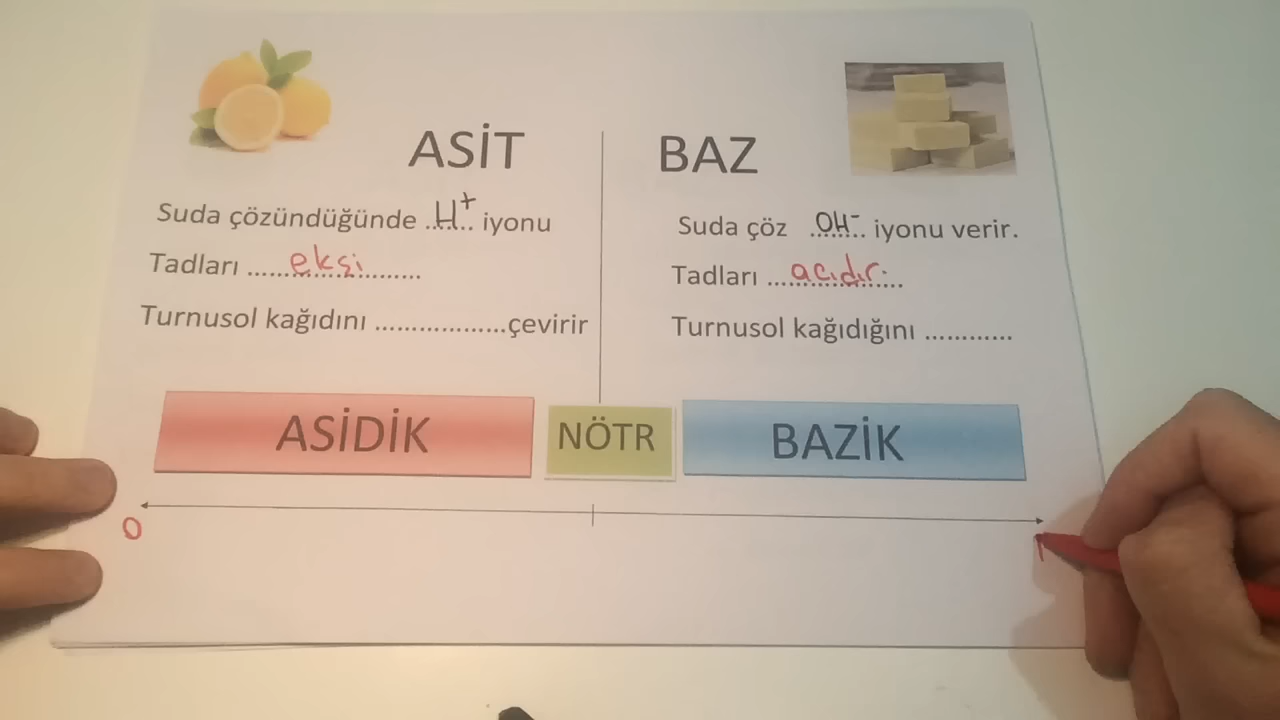 ASİT
Suda çözündüğünde ..H⁺.. iyonu
Tadları .....ekşi.....
Turnusol kağıdını ..................çevirir
BAZ
Suda çöz ..OH⁻.. iyonu verir.
Tadları ...acıdır....
Turnusol kağıdığını ............
ASİDİK
NÖTR
BAZİK
0